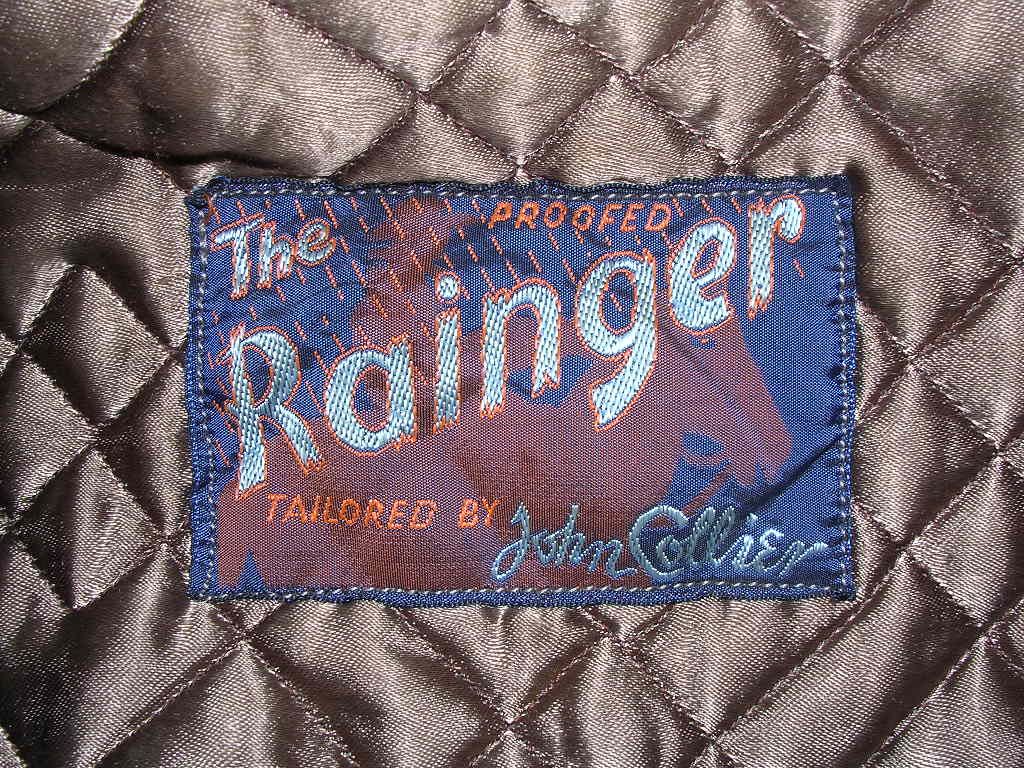 The
PROOFED
Rainger
TAILORED BY John Collier